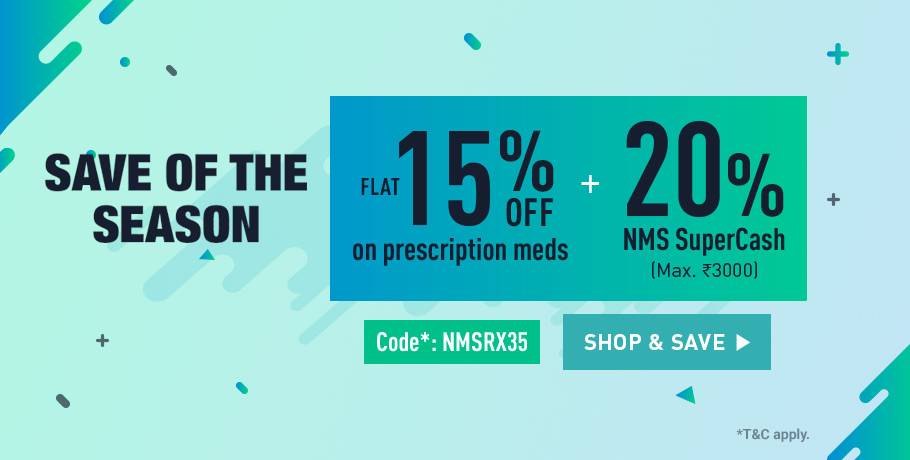 SAVE OF THE
SEASON
FLAT 15% OFF
on prescription meds
+
20%
NMS SuperCash
(Max. ₹3000)
Code*: NMSRX35
SHOP & SAVE ▶
*T&C apply.